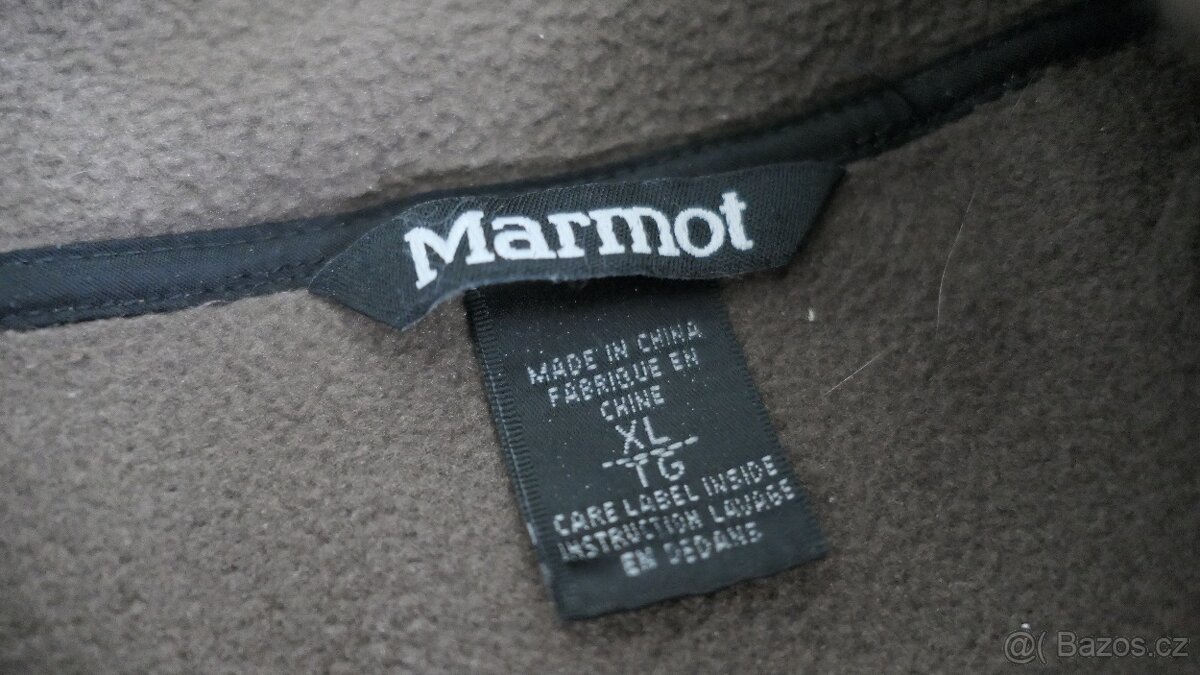 Marmot
MADE IN CHINA
FABRIQUE EN
CHINE
XL
TG
CARE LABEL INSIDE
INSTRUCTION LAVAGE
EN DEDANS
@( Bazos.cz